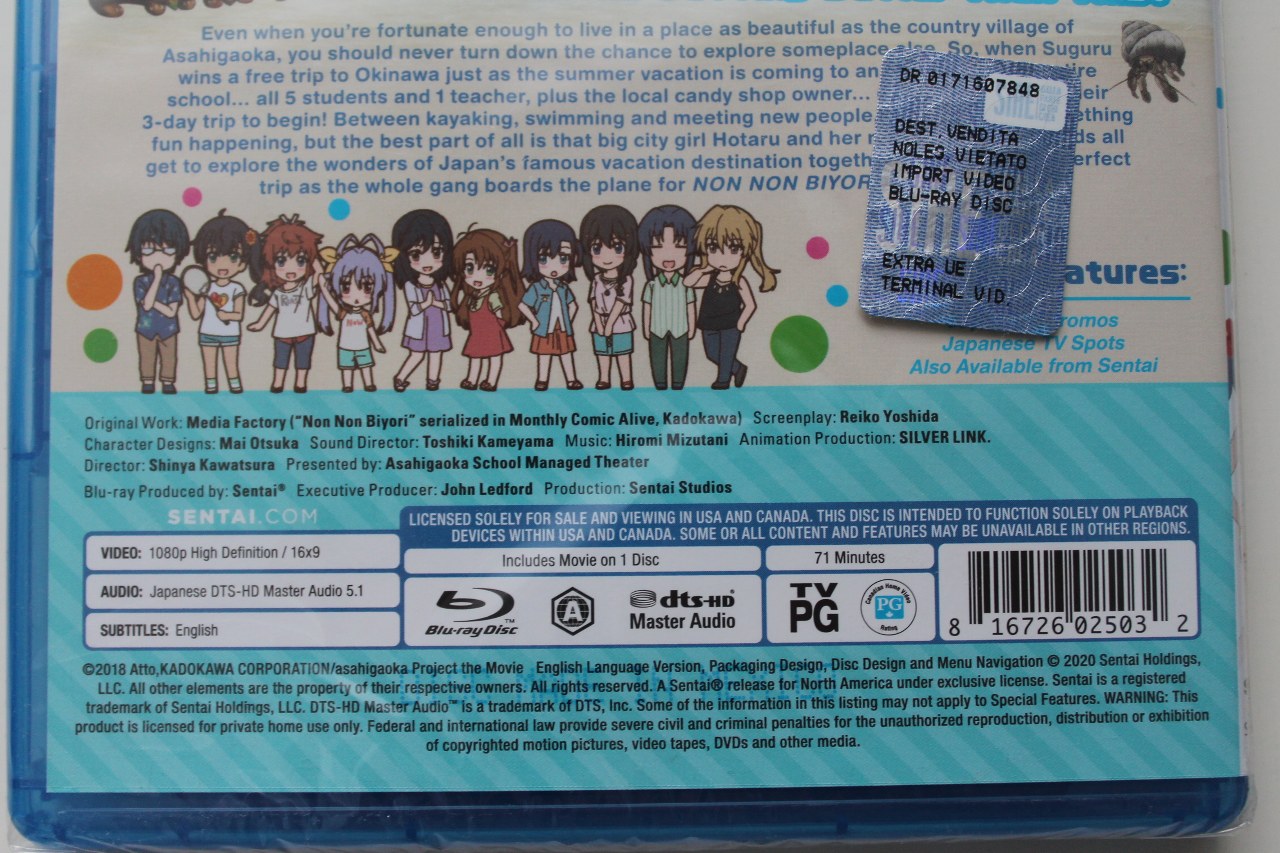 Even when you're fortunate enough to live in a place as beautiful as the country village of
Asahigaoka, you should never turn down the chance to explore someplace else. So, when Suguru
wins a free trip to Okinawa just as the summer vacation is coming to an
school... all 5 students and 1 teacher, plus the local candy shop owner...
3-day trip to begin! Between kayaking, swimming and meeting new people
fun happening, but the best part of all is that big city girl Hotaru and her all
get to explore the wonders of Japan's famous vacation destination
trip as the whole gang boards the plane for NON NON
DR 0171607848
DEST.VENDITA
NOLEG.VIETATO
IMPORT VIDEO
BLU-RAY DISC
EXTRA UE
TERMINAL VID.
Japanese TV Spots
Also Available from Sentai
Original Work: Media Factory (“Non Non Biyori” serialized in Monthly Comic Alive, Kadokawa) Screenplay: Reiko Yoshida
Character Designs: Mai Otsuka Sound Director: Toshiki Kameyama Music: Hiromi Mizutani Animation Production: SILVER LINK.
Director: Shinya Kawatsura Presented by: Asahigaoka School Managed Theater
Blu-ray Produced by: Sentai® Executive Producer: John Ledford Production: Sentai Studios
SENTAI.COM
LICENSED SOLELY FOR SALE AND VIEWING IN USA AND CANADA. THIS DISC IS INTENDED TO FUNCTION SOLELY ON PLAYBACK
DEVICES WITHIN USA AND CANADA. SOME OR ALL CONTENT AND FEATURES MAY BE UNAVAILABLE IN OTHER REGIONS.
VIDEO: 1080p High Definition / 16x9
AUDIO: Japanese DTS-HD Master Audio 5.1
SUBTITLES: English
Includes Movie on 1 Disc
71 Minutes
Blu-ray Disc™
A
dts-HD
Master Audio
TV
PG
Canadian Home Video
PG
Rating
8 16726 02503 2
©2018 Atto,KADOKAWA CORPORATION/asahigaoka Project the Movie English Language Version, Packaging Design, Disc Design and Menu Navigation © 2020 Sentai Holdings,
LLC. All other elements are the property of their respective owners. All rights reserved. A Sentai® release for North America under exclusive license. Sentai is a registered
trademark of Sentai Holdings, LLC. DTS-HD Master Audio™ is a trademark of DTS, Inc. Some of the information in this listing may not apply to Special Features. WARNING: This
product is licensed for private home use only. Federal and international law provide severe civil and criminal penalties for the unauthorized reproduction, distribution or exhibition
of copyrighted motion pictures, video tapes, DVDs and other media.